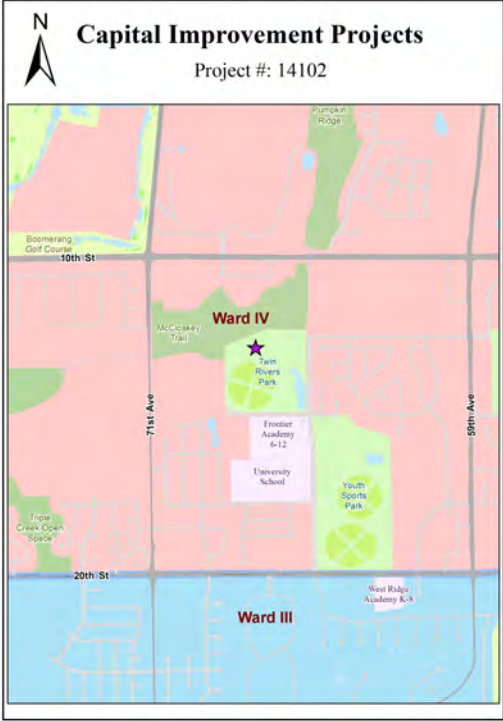 N
Capital Improvement Projects
Project #: 14102
Pumpkin
Ridge
Boomerang
Golf Course
10th St
McCloskey
Trail
Ward IV
Twin
Rivers
Park
71st Ave
59th Ave
Frontier
Academy
6-12
University
School
Youth
Sports
Park
Triple
Creek Open
Space
20th St
West Ridge
Academy K-8
Ward III